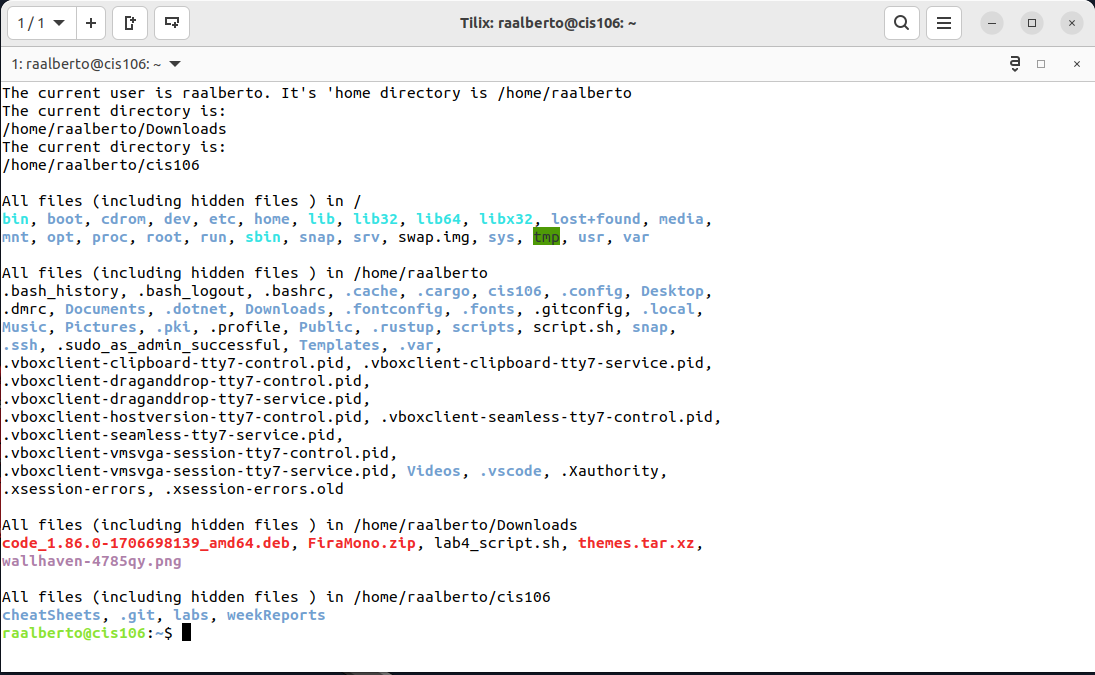 1 / 1
Tilix: raalberto@cis106: ~
1: raalberto@cis106: ~
The current user is raalberto. It's 'home directory is /home/raalberto
The current directory is:
/home/raalberto/Downloads
The current directory is:
/home/raalberto/cis106
All files (including hidden files ) in /
bin, boot, cdrom, dev, etc, home, lib, lib32, lib64, libx32, lost+found, media,
mnt, opt, proc, root, run, sbin, snap, srv, swap.img, sys, tmp, usr, var
All files (including hidden files ) in /home/raalberto
.bash_history, .bash_logout, .bashrc, .cache, .cargo, cis106, .config, Desktop,
.dmrc, Documents, .dotnet, Downloads, .fontconfig, .fonts, .gitconfig, .local,
Music, Pictures, .pki, .profile, Public, .rustup, scripts, script.sh, snap,
.ssh, .sudo_as_admin_successful, Templates, .var,
.vboxclient-clipboard-tty7-control.pid, .vboxclient-clipboard-tty7-service.pid,
.vboxclient-draganddrop-tty7-control.pid,
.vboxclient-draganddrop-tty7-service.pid,
.vboxclient-hostversion-tty7-control.pid, .vboxclient-seamless-tty7-control.pid,
.vboxclient-seamless-tty7-service.pid,
.vboxclient-vmsvga-session-tty7-control.pid,
.vboxclient-vmsvga-session-tty7-service.pid, Videos, .vscode, .Xauthority,
.xsession-errors, .xsession-errors.old
All files (including hidden files ) in /home/raalberto/Downloads
code_1.86.0-1706698139_amd64.deb, FiraMono.zip, lab4_script.sh, themes.tar.xz,
wallhaven-4785qy.png
All files (including hidden files ) in /home/raalberto/cis106
cheatSheets, .git, labs, weekReports
raalberto@cis106:~$